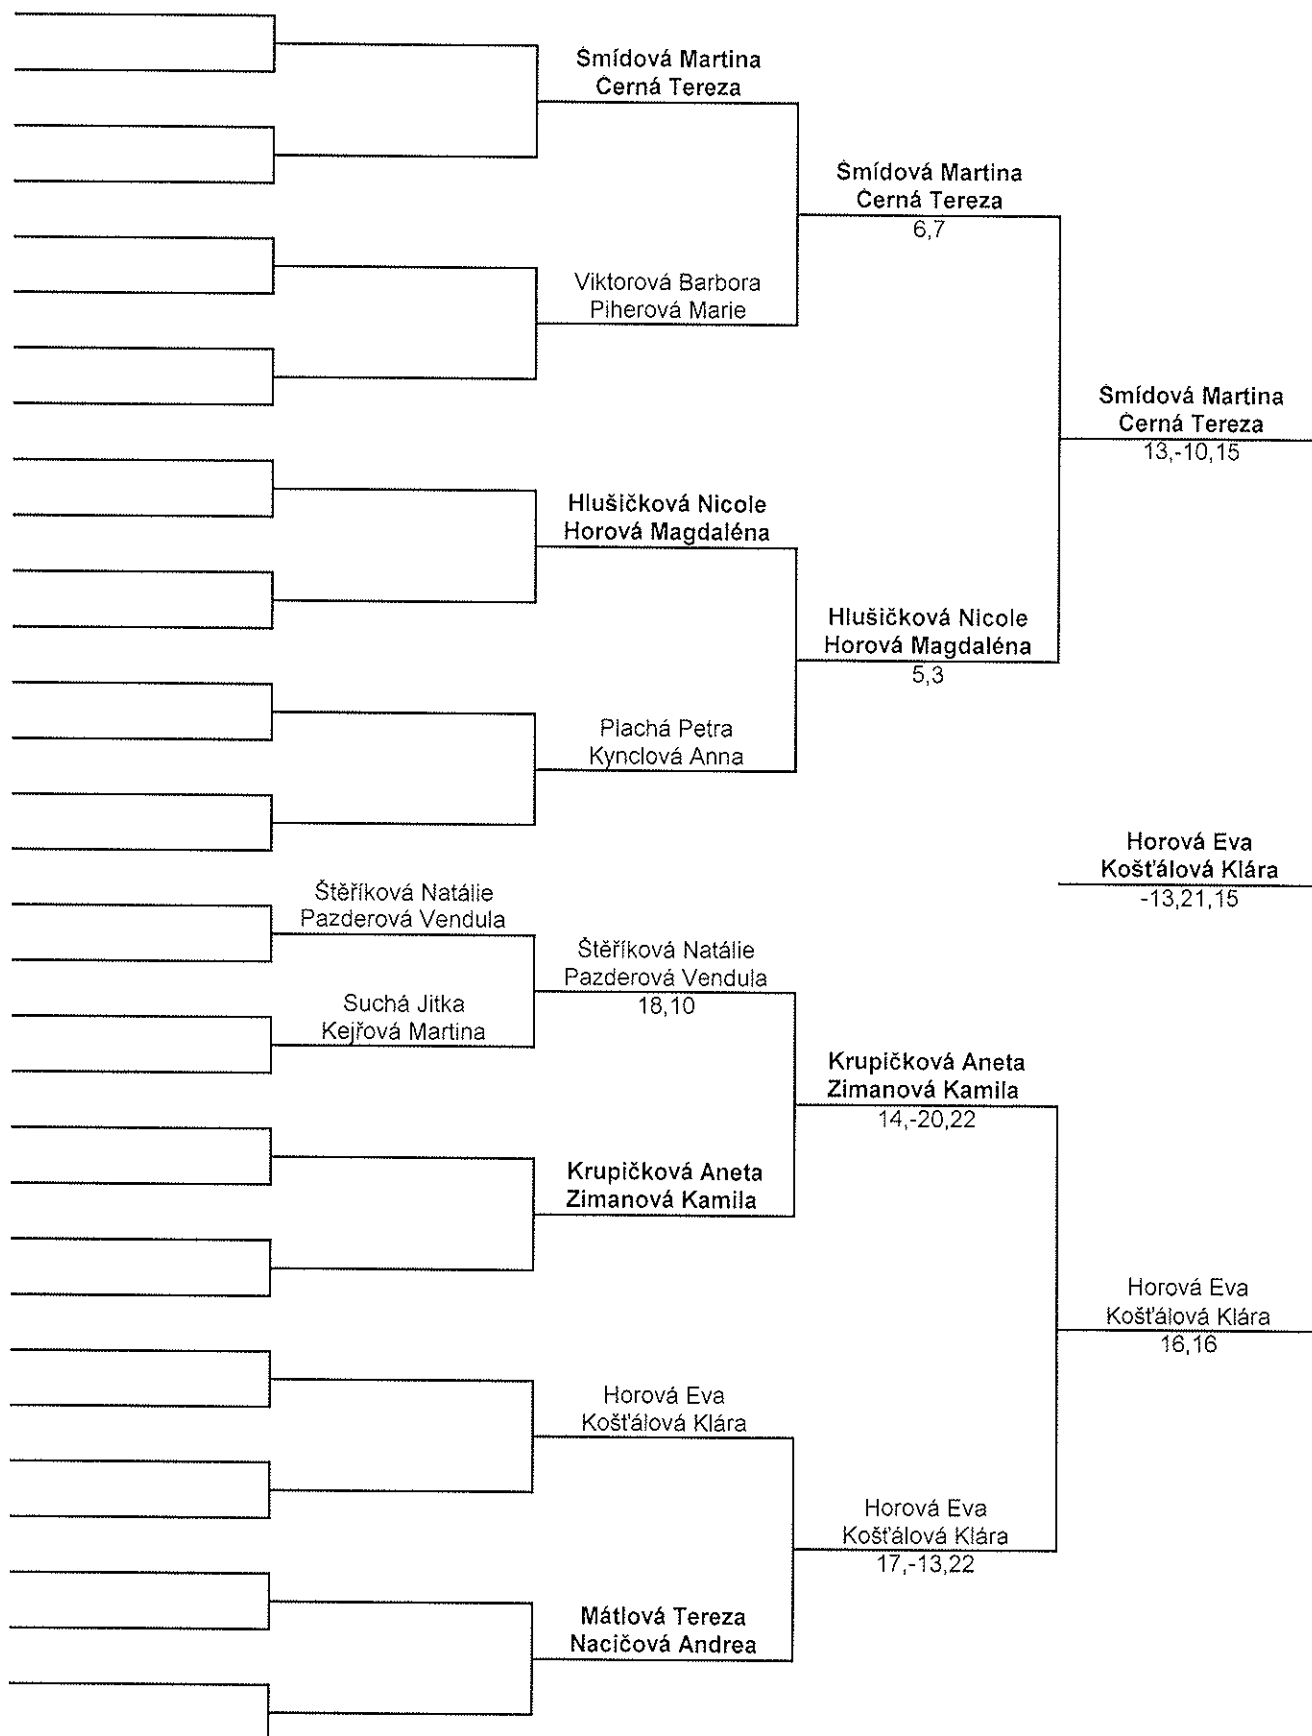 Šmídová Martina
Černá Tereza
Šmídová Martina
Černá Tereza
6,7
Viktorová Barbora
Piherová Marie
Šmídová Martina
Černá Tereza
13,-10,15
Hlušičková Nicole
Horová Magdaléna
Hlušičková Nicole
Horová Magdaléna
5,3
Plachá Petra
Kynclová Anna
Horová Eva
Košťálová Klára
-13,21,15
Štěříková Natálie
Pazderová Vendula
Štěříková Natálie
Pazderová Vendula
18,10
Suchá Jitka
Kejřová Martina
Krupičková Aneta
Zimanová Kamila
14,-20,22
Krupičková Aneta
Zimanová Kamila
Horová Eva
Košťálová Klára
16,16
Horová Eva
Košťálová Klára
Horová Eva
Košťálová Klára
17,-13,22
Mátlová Tereza
Nacičová Andrea